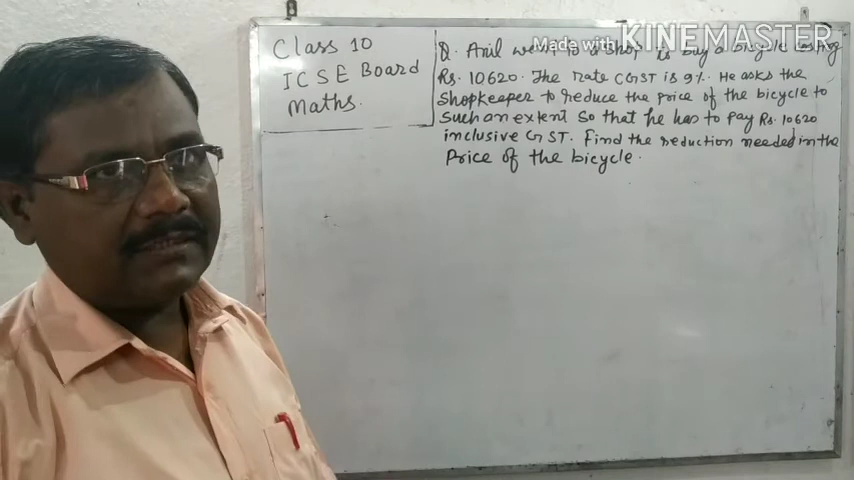 Class 10
ICSE Board
Maths.
Made with KINEMASTER
Q. Anil went to a shop to buy a bicycle costing
Rs. 10620. The rate CGST is 9%. He asks the
Shopkeeper to reduce the price of the bicycle to
Such an extent so that he has to pay Rs. 10620
inclusive GST. Find the reduction needed in the
Price of the bicycle.